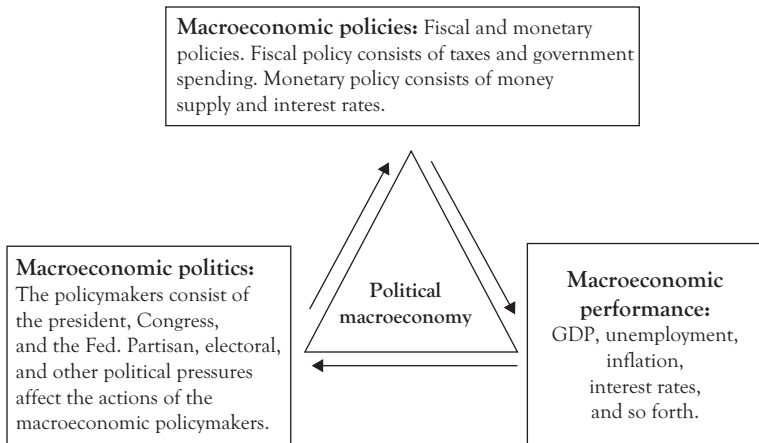 Macroeconomic policies: Fiscal and monetary
policies. Fiscal policy consists of taxes and government
spending. Monetary policy consists of money
supply and interest rates.
Macroeconomic politics:
The policymakers consist of
the president, Congress,
and the Fed. Partisan, electoral,
and other political pressures
affect the actions of the
macroeconomic policymakers.
Political
macroeconomy
Macroeconomic
performance:
GDP, unemployment,
inflation,
interest rates,
and so forth.